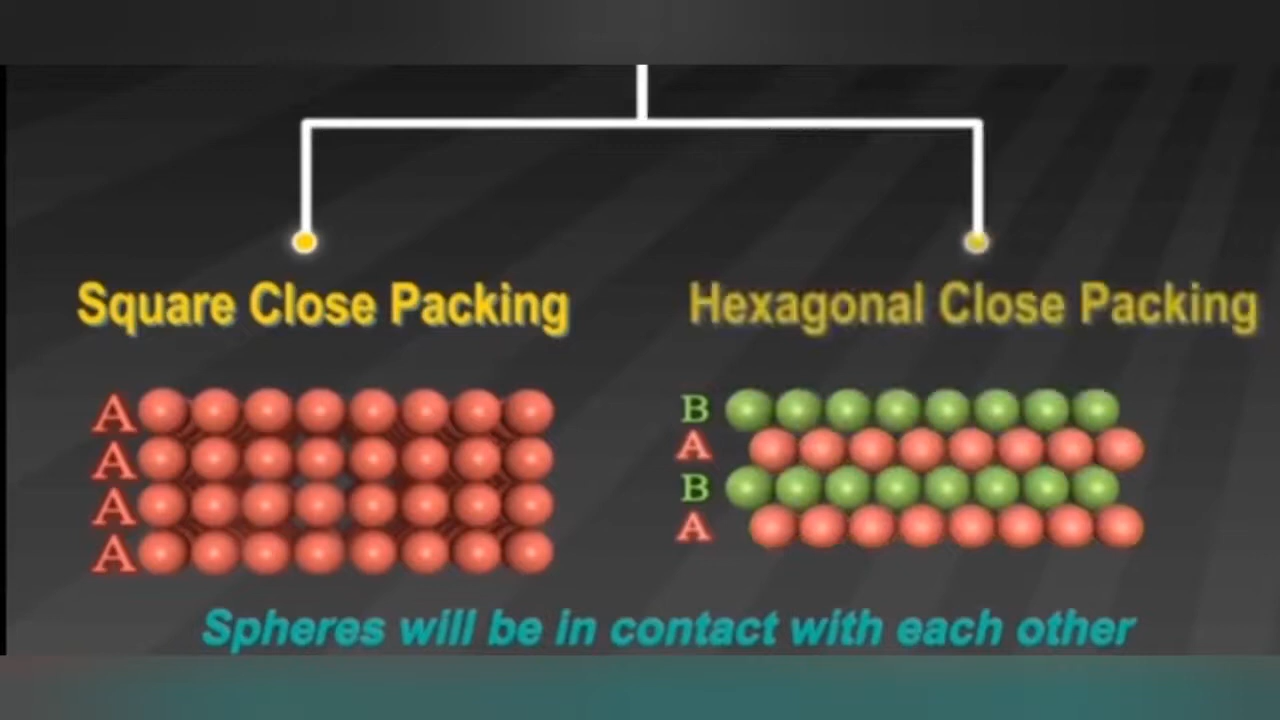 Square Close Packing
Hexagonal Close Packing
A
A
A
A
B
A
B
A
Spheres will be in contact with each other